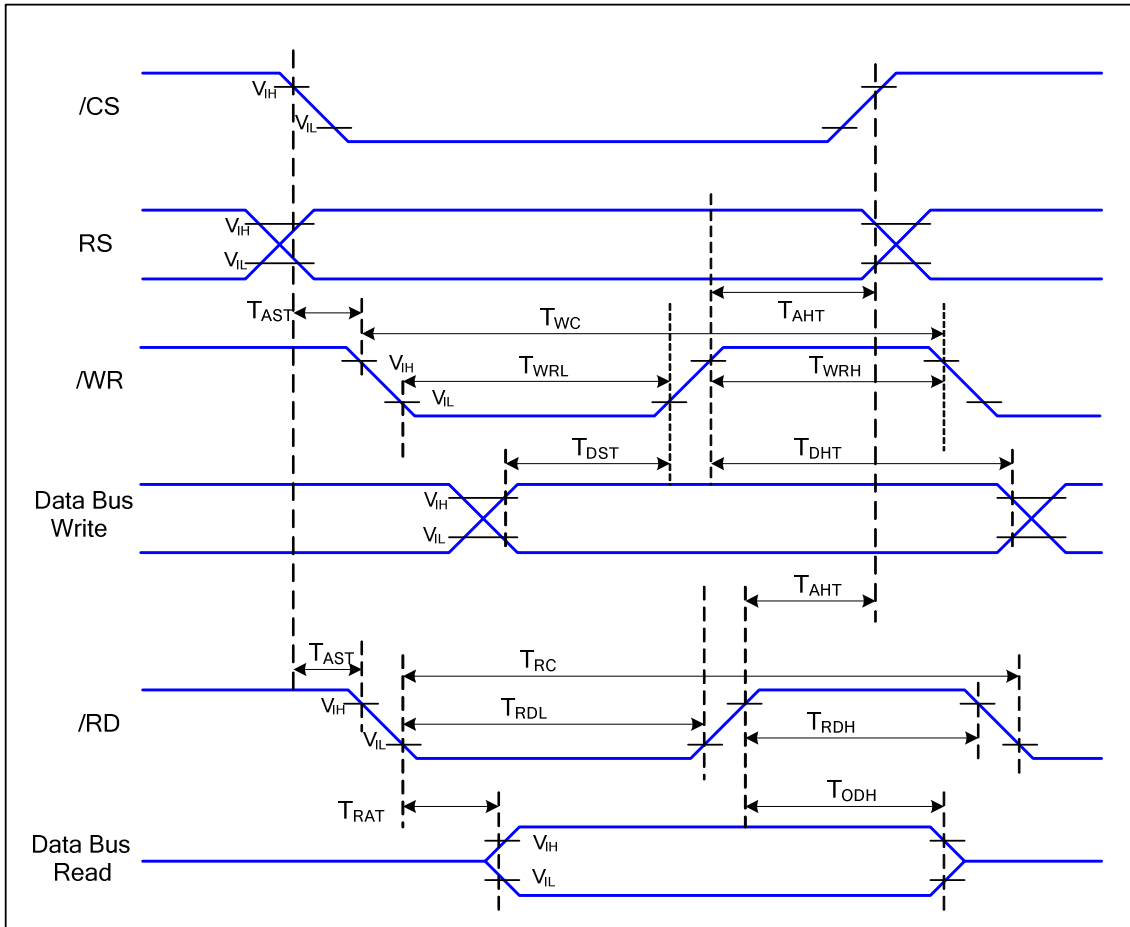 /CS
VIH
VIL
RS
VIH
VIL
TAST
TWC
TAHT
/WR
VIH
VIL
TWRL
TWRH
TDST
TDHT
Data Bus
Write
VIH
VIL
TAHT
TAST
TRC
/RD
VIH
VIL
TRDL
TRDH
TRAT
TODH
Data Bus
Read
VIH
VIL